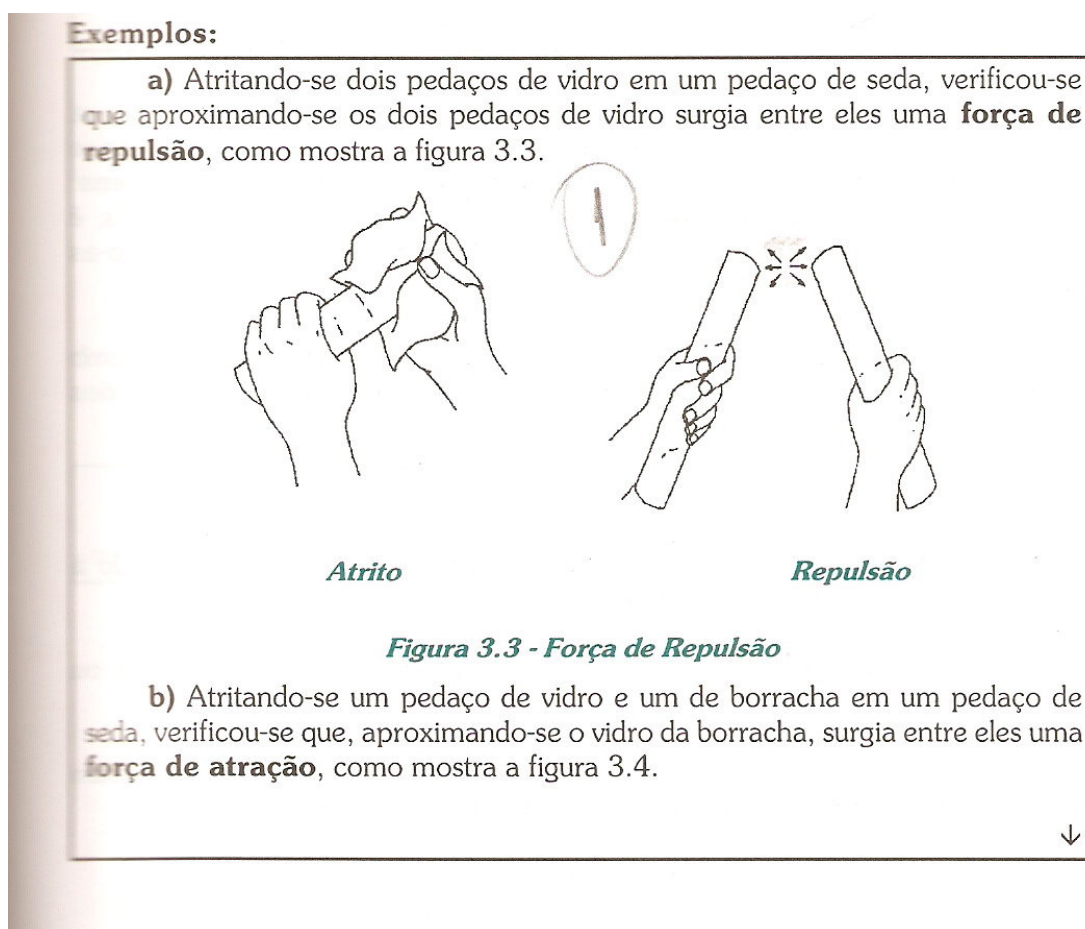 Exemplos:
a) Atritando-se dois pedaços de vidro em um pedaço de seda, verificou-se
que aproximando-se os dois pedaços de vidro surgia entre eles uma força de
repulsão, como mostra a figura 3.3.
1
Atrito
Repulsão
Figura 3.3 - Força de Repulsão
b) Atritando-se um pedaço de vidro e um de borracha em um pedaço de
seda, verificou-se que, aproximando-se o vidro da borracha, surgia entre eles uma
força de atração, como mostra a figura 3.4.